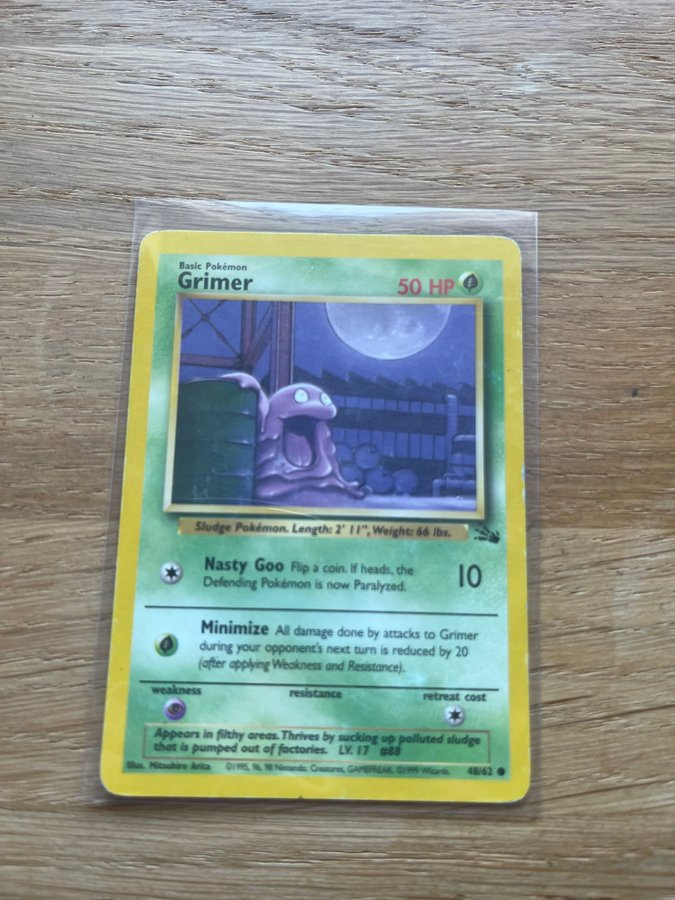 Basic Pokémon
Grimer
50 HP
Sludge Pokémon. Length: 2' 11", Weight: 66 lbs.
Nasty Goo Flip a coin. If heads, the
Defending Pokémon is now Paralyzed.
10
Minimize All damage done by attacks to Grimer
during your opponent's next turn is reduced by 20
(after applying Weakness and Resistance).
weakness
resistance
retreat cost
Appears in filthy areas. Thrives by sucking up polluted sludge
that is pumped out of factories. LV. 17 #88
Illus. Mitsuhiro Arita ©1995, 96, 98 Nintendo, Creatures, GAMEFREAK. ©1999 Wizards. 48/62